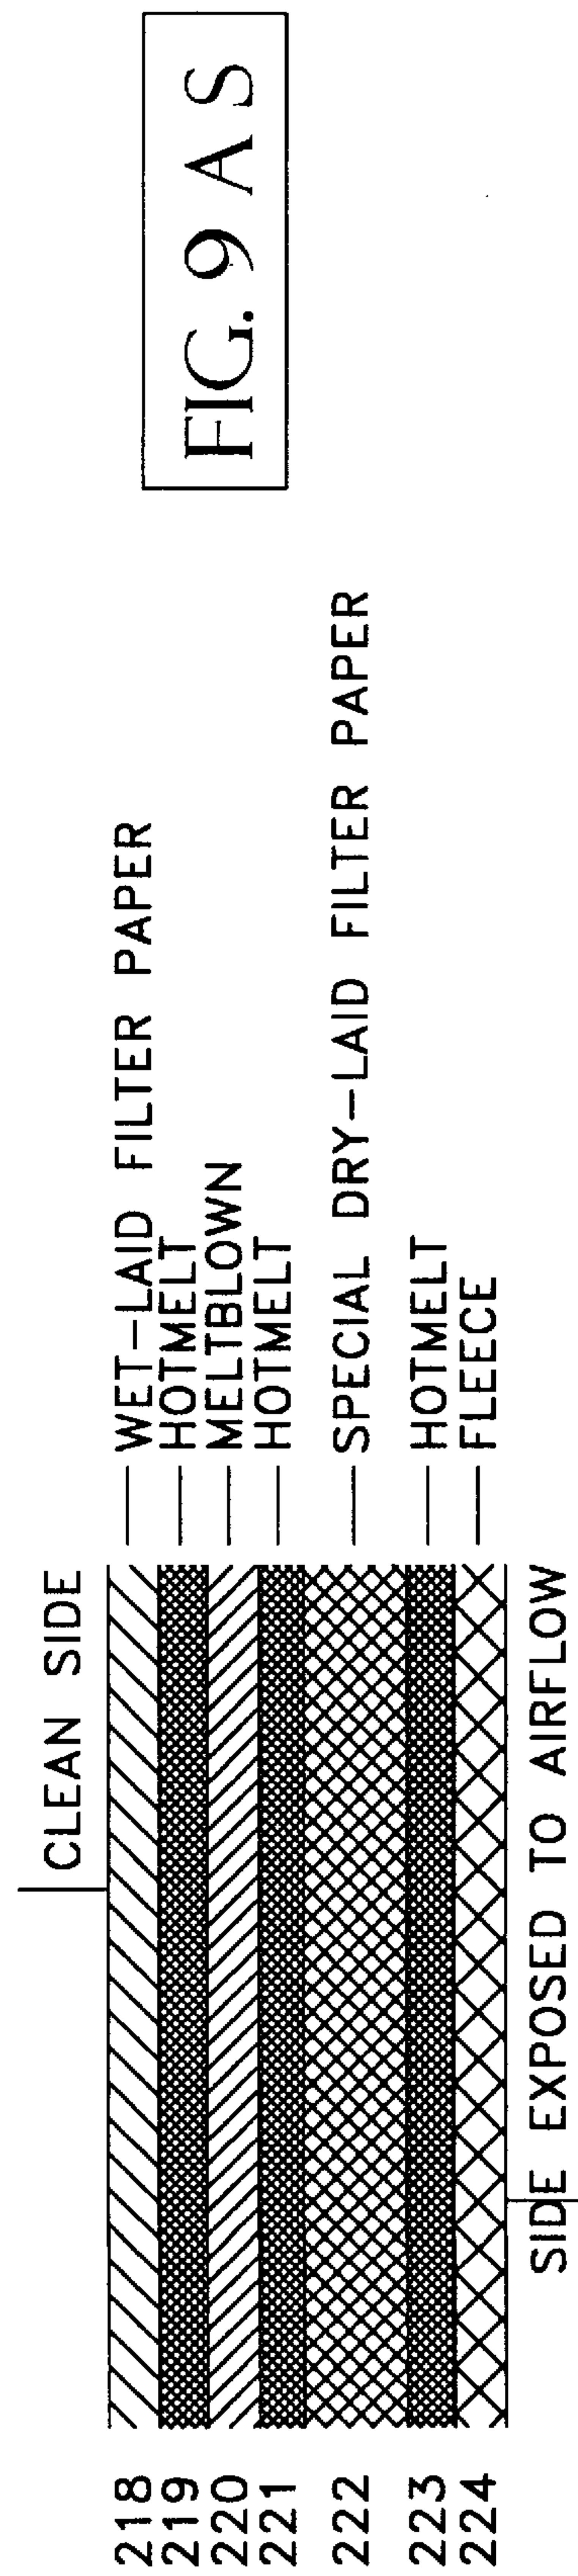 FIG. 9 A S
CLEAN SIDE
218 WET-LAID FILTER PAPER
219 HOTMELT
220 MELTBLOWN
221 HOTMELT
222 SPECIAL DRY-LAID FILTER PAPER
223 HOTMELT
224 FLEECE
SIDE EXPOSED TO AIRFLOW